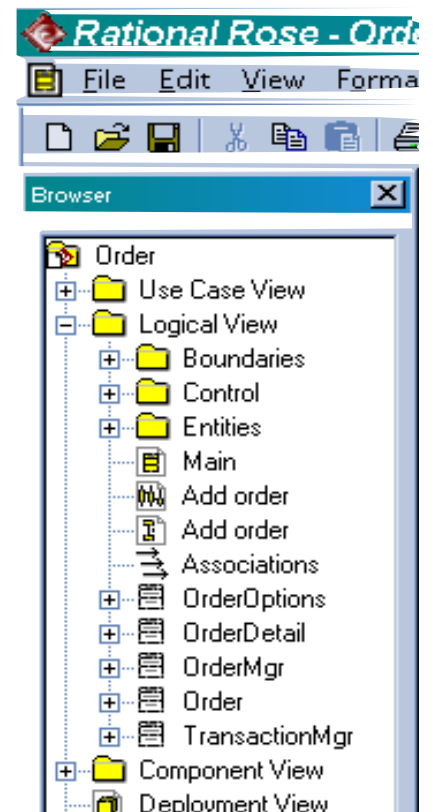 Rational Rose - Orde
File Edit View Forma
Browser
Order
Use Case View
Logical View
Boundaries
Control
Entities
Main
Add order
Add order
Associations
OrderOptions
OrderDetail
OrderMgr
Order
TransactionMgr
Component View
Deployment View